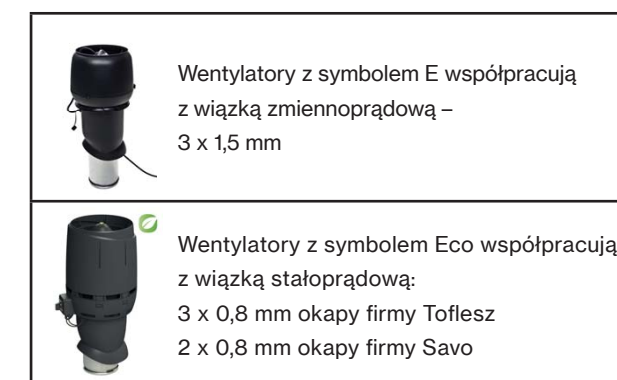 Wentylatory z symbolem E współpracują
z wiązką zmiennoprądową –
3 x 1,5 mm
Wentylatory z symbolem Eco współpracują
z wiązką stałoprądową:
3 x 0,8 mm okapy firmy Toflesz
2 x 0,8 mm okapy firmy Savo